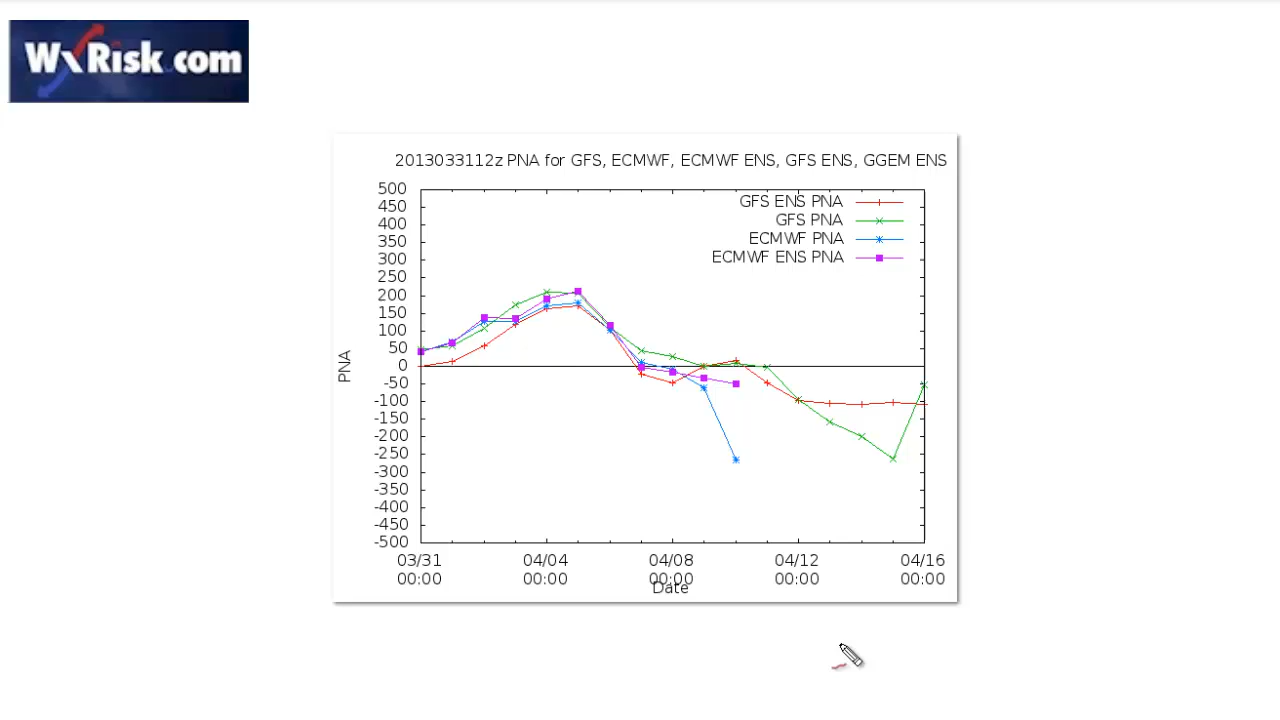 WxRisk.com
2013033112z PNA for GFS, ECMWF, ECMWF ENS, GFS ENS, GGEM ENS
GFS ENS PNA
GFS PNA
ECMWF PNA
ECMWF ENS PNA
500
450
400
350
300
250
200
150
100
50
0
-50
-100
-150
-200
-250
-300
-350
-400
-450
-500
PNA
03/31 04/04 04/08 04/12 04/16
00:00 00:00 00:00 00:00 00:00
Date